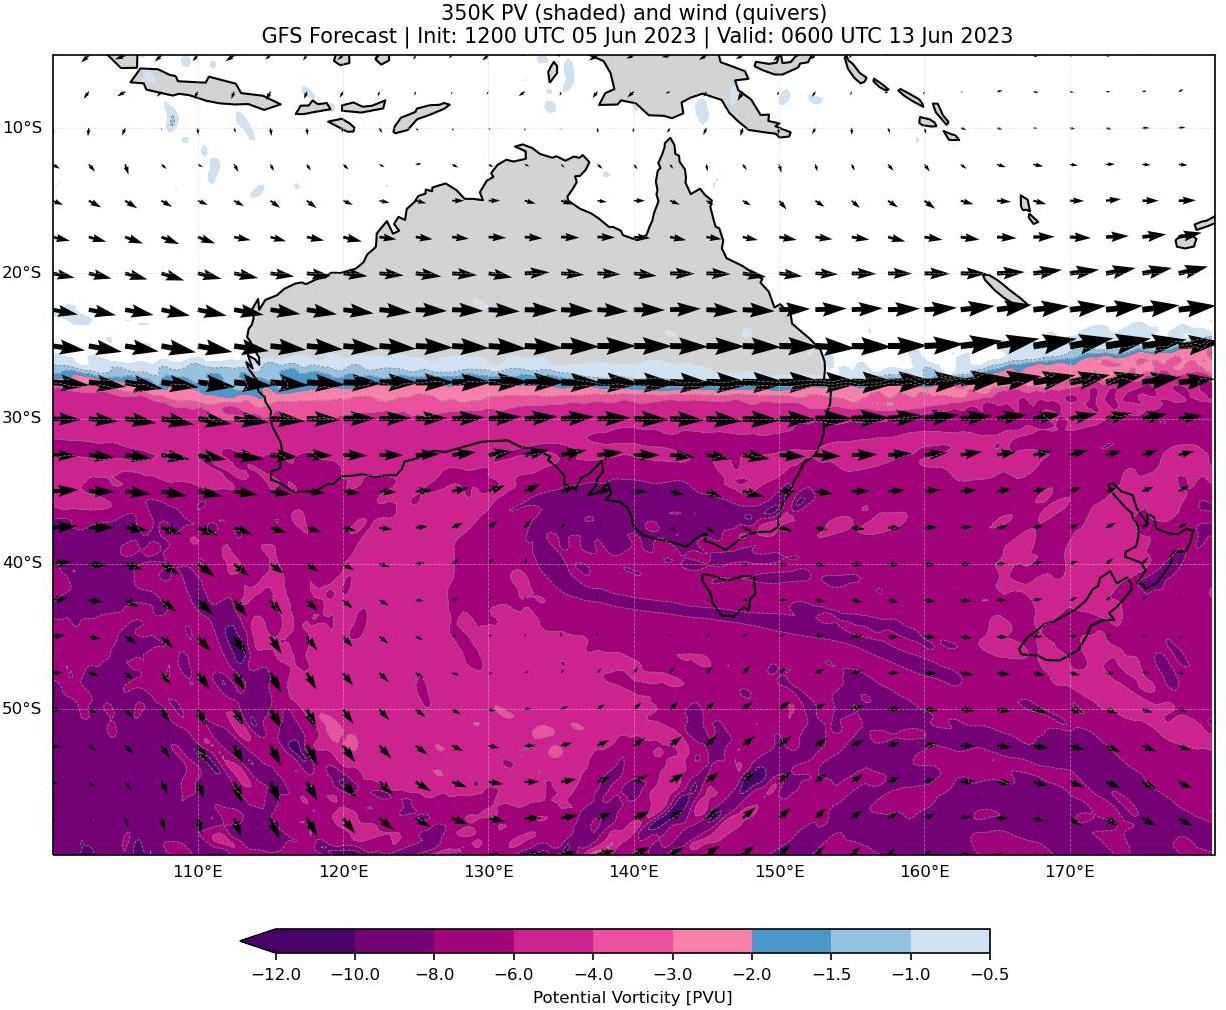 350K PV (shaded) and wind (quivers)
GFS Forecast | Init: 1200 UTC 05 Jun 2023 | Valid: 0600 UTC 13 Jun 2023
10°S
20°S
30°S
40°S
50°S
110°E 120°E 130°E 140°E 150°E 160°E 170°E
−12.0 −10.0 −8.0 −6.0 −4.0 −3.0 −2.0 −1.5 −1.0 −0.5
Potential Vorticity [PVU]